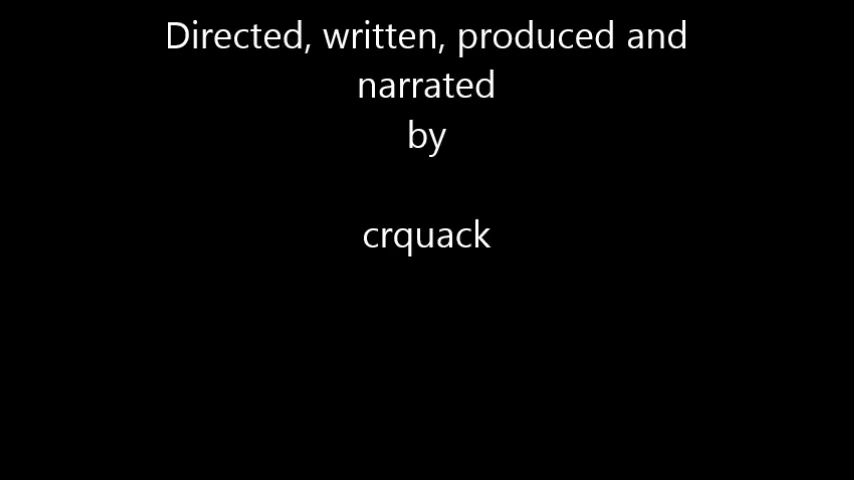 Directed, written, produced and
narrated
by
crquack